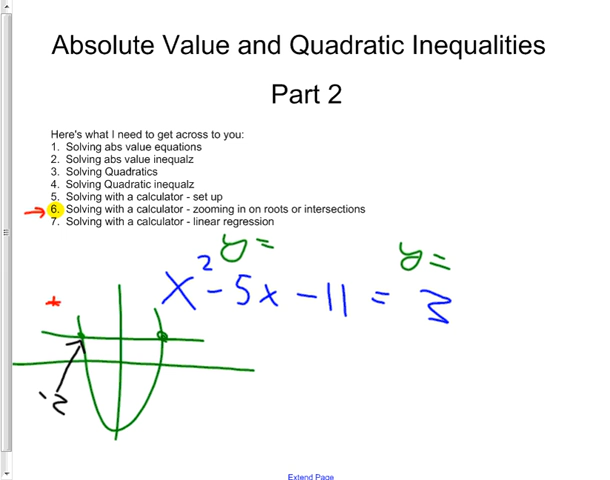 Absolute Value and Quadratic Inequalities
Part 2
Here's what I need to get across to you:
1. Solving abs value equations
2. Solving abs value inequalz
3. Solving Quadratics
4. Solving Quadratic inequalz
5. Solving with a calculator - set up
6. Solving with a calculator - zooming in on roots or intersections
7. Solving with a calculator - linear regression
y = y =
x² - 5x - 11 = 3
-2
Extend Page